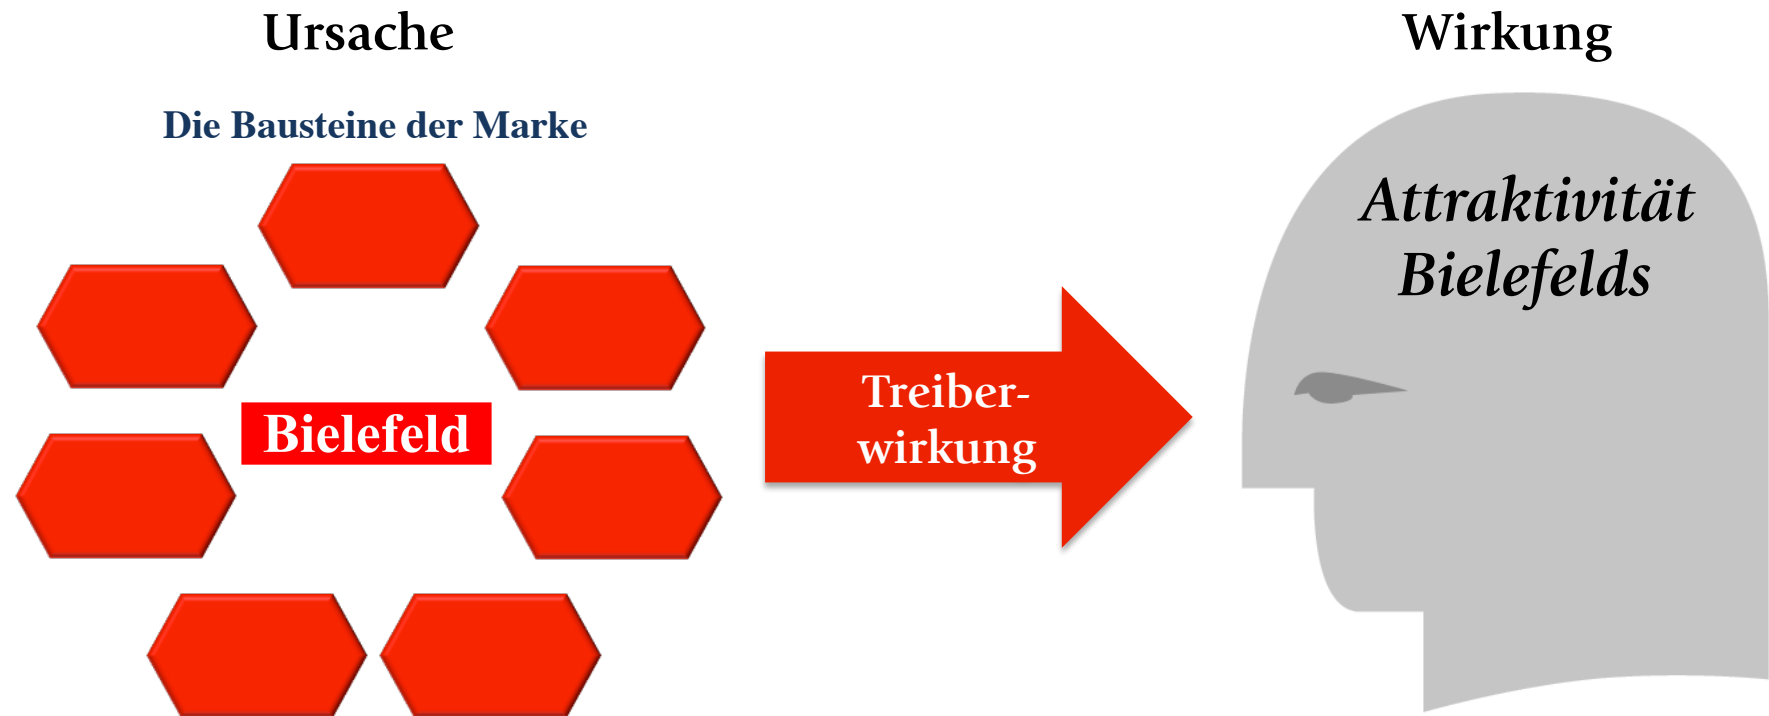 Ursache
Wirkung
Die Bausteine der Marke
Attraktivität
Bielefelds
Bielefeld
Treiber-
wirkung